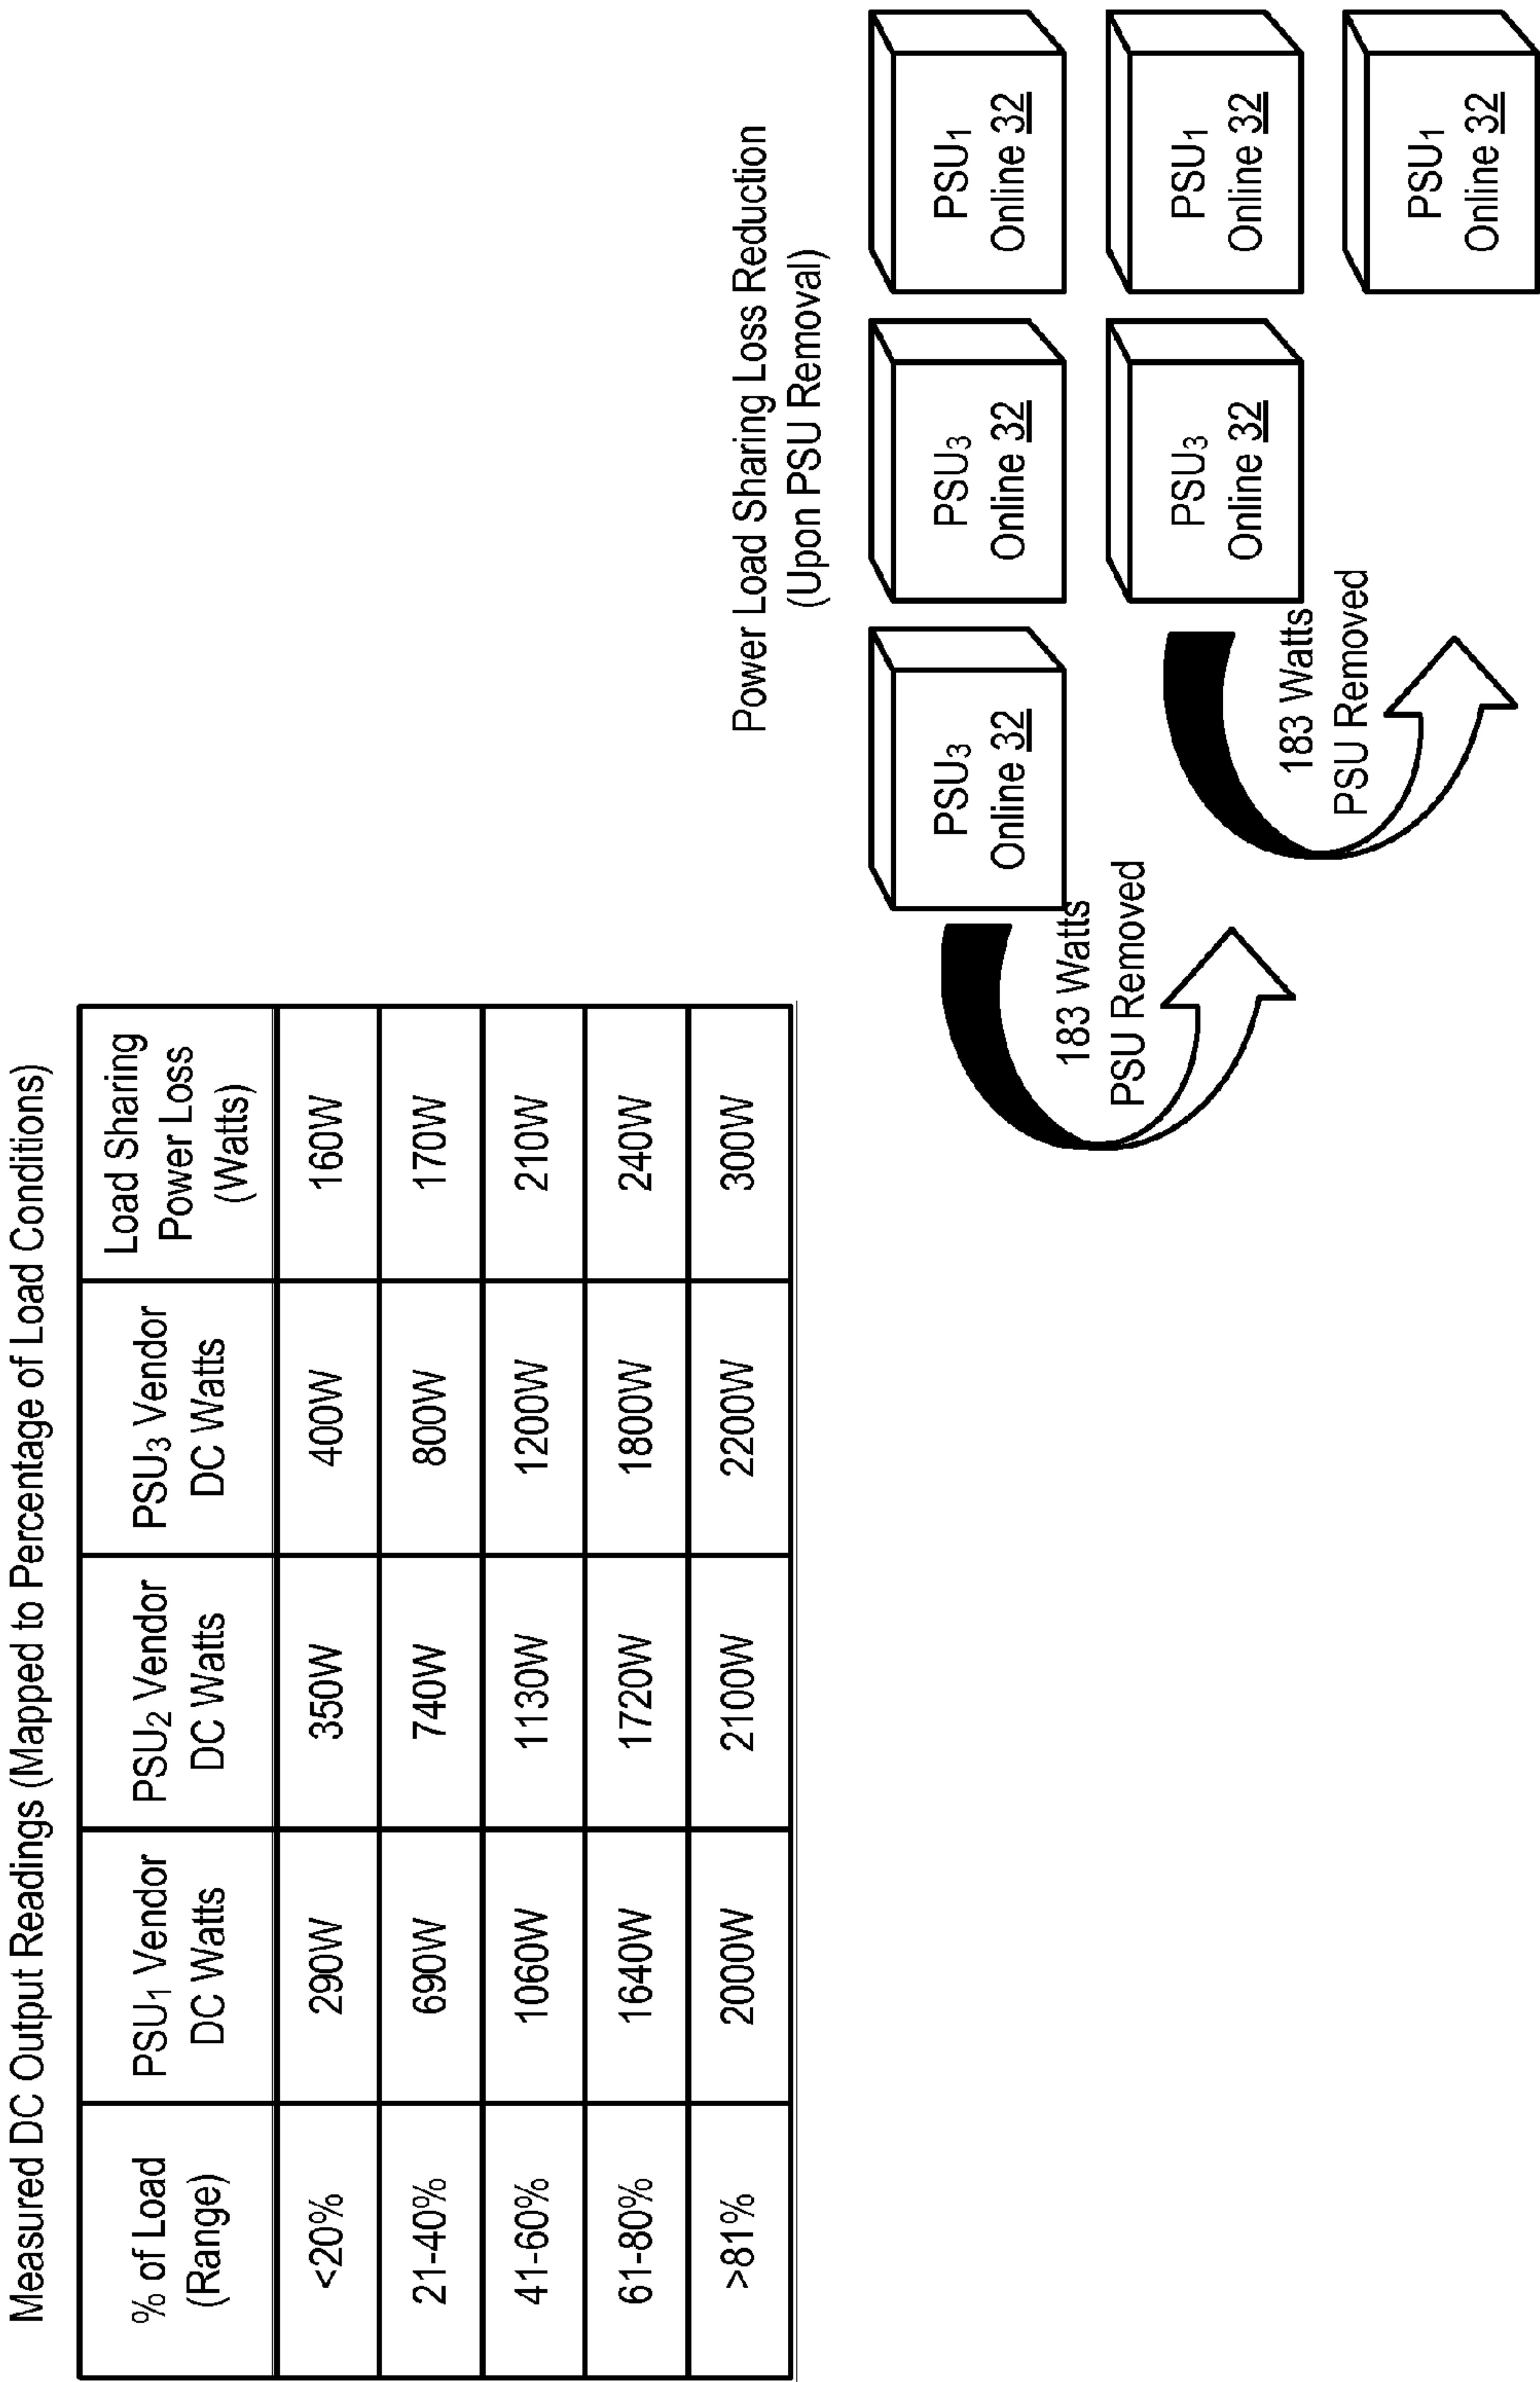 Measured DC Output Readings (Mapped to Percentage of Load Conditions)
% of Load
(Range)
PSU₁ Vendor
DC Watts
PSU₂ Vendor
DC Watts
PSU₃ Vendor
DC Watts
Load Sharing
Power Loss
(Watts)
<20% 290W 350W 400W 160W
21-40% 690W 740W 800W 170W
41-60% 1060W 1130W 1200W 210W
61-80% 1640W 1720W 1800W 240W
>81% 2000W 2100W 2200W 300W
Power Load Sharing Loss Reduction
(Upon PSU Removal)
PSU₃
Online 32
PSU₃
Online 32
PSU₁
Online 32
183 Watts
PSU Removed
PSU₃
Online 32
PSU₁
Online 32
183 Watts
PSU Removed
PSU₁
Online 32